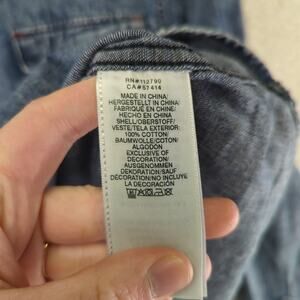 RN#112790
CA#57414
MADE IN CHINA/
HERGESTELLT IN CHINA/
FABRIQUÉ EN CHINE/
HECHO EN CHINA
SHELL/OBERSTOFF/
VESTE/TELA EXTERIOR:
100% COTTON/
BAUMWOLLE/COTON/
ALGODÓN
EXCLUSIVE OF
DECORATION/
AUSGENOMMEN
DEKORATION/SAUF
DÉCORATION/NO INCLUYE
LA DECORACIÓN